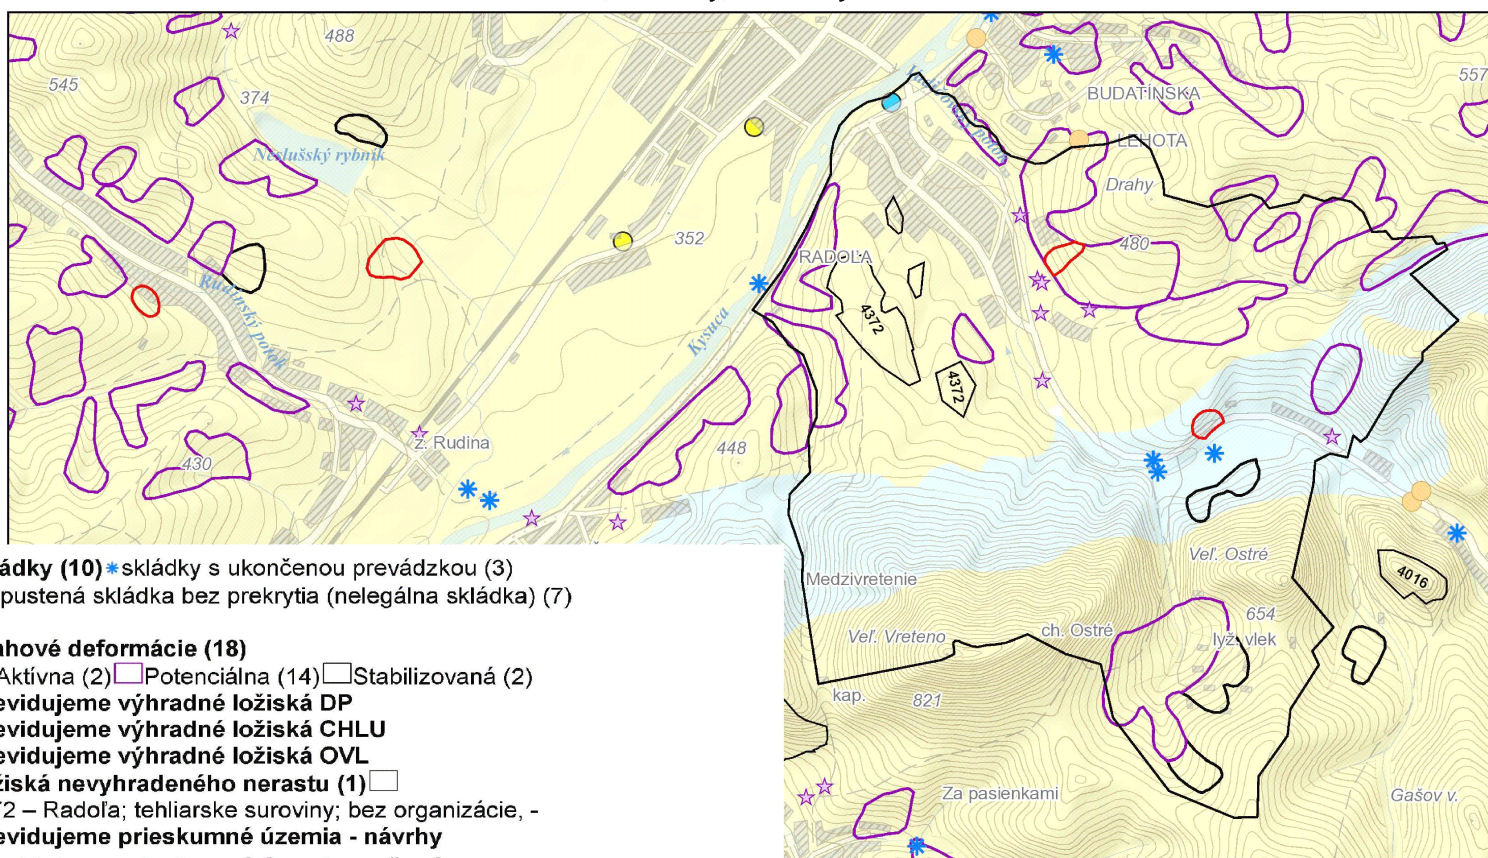 488
545
374
557
BUDATÍNSKA
LEHOTA
Neslušský rybník
Vadičovský potok
Drahy
352
480
RADOĽA
Rudinský potok
4372
Kysuca
4372
448
z. Rudina
430
Veľ. Ostré
4016
Medzivretenie
654
Veľ. Vreteno
ch. Ostré
lyž. vlek
kap.
821
Za pasienkami
Gašov v.
ádky (10) skládky s ukončenou prevádzkou (3)
pustená skládka bez prekrytia (nelegálna skládka) (7)
ahové deformácie (18)
Aktívna (2) Potenciálna (14) Stabilizovaná (2)
evidujeme výhradné ložiská DP
evidujeme výhradné ložiská CHLU
evidujeme výhradné ložiská OVL
žiská nevyhradeného nerastu (1)
72 – Radoľa; tehliarske suroviny; bez organizácie, -
evidujeme prieskumné územia - návrhy